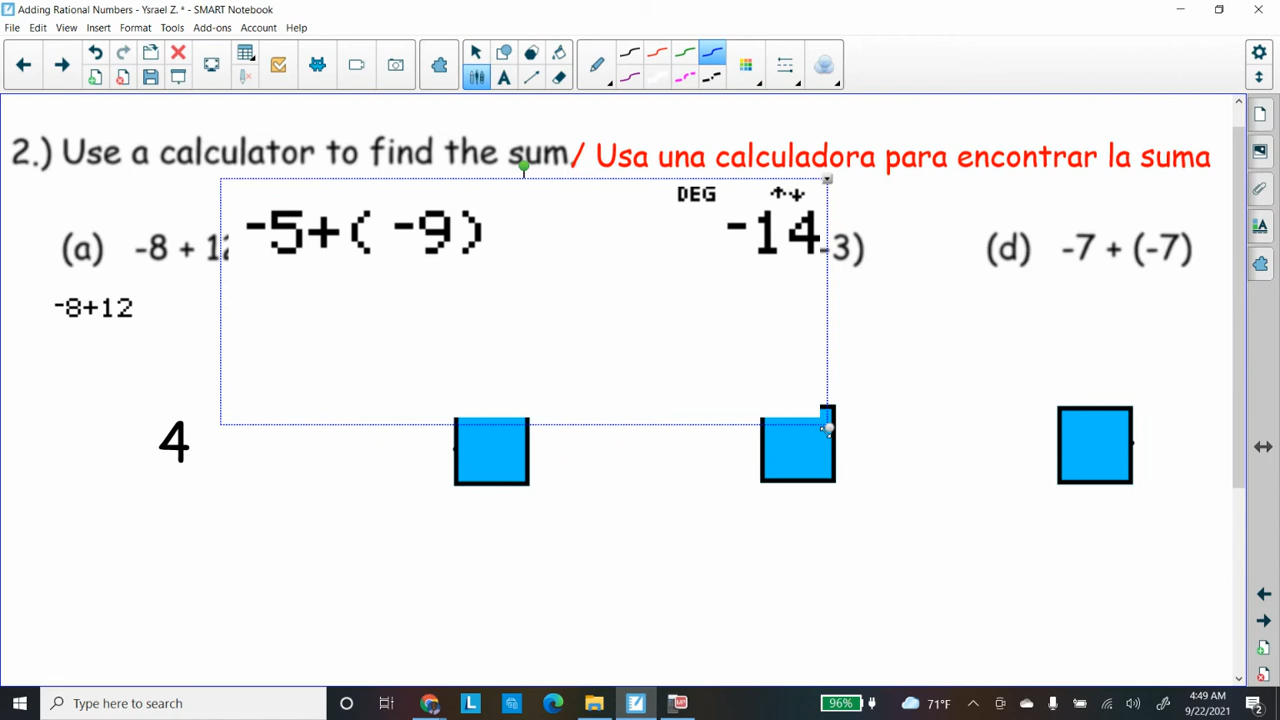 Adding Rational Numbers - Ysrael Z. * - SMART Notebook
File Edit View Insert Format Tools Add-ons Account Help
2.) Use a calculator to find the sum/ Usa una calculadora para encontrar la suma
DEG
-5+( -9) -14
(a) -8 + 12 -3) (d) -7 + (-7)
-8+12
4
Type here to search 96% 71°F 4:49 AM
9/22/2021 2